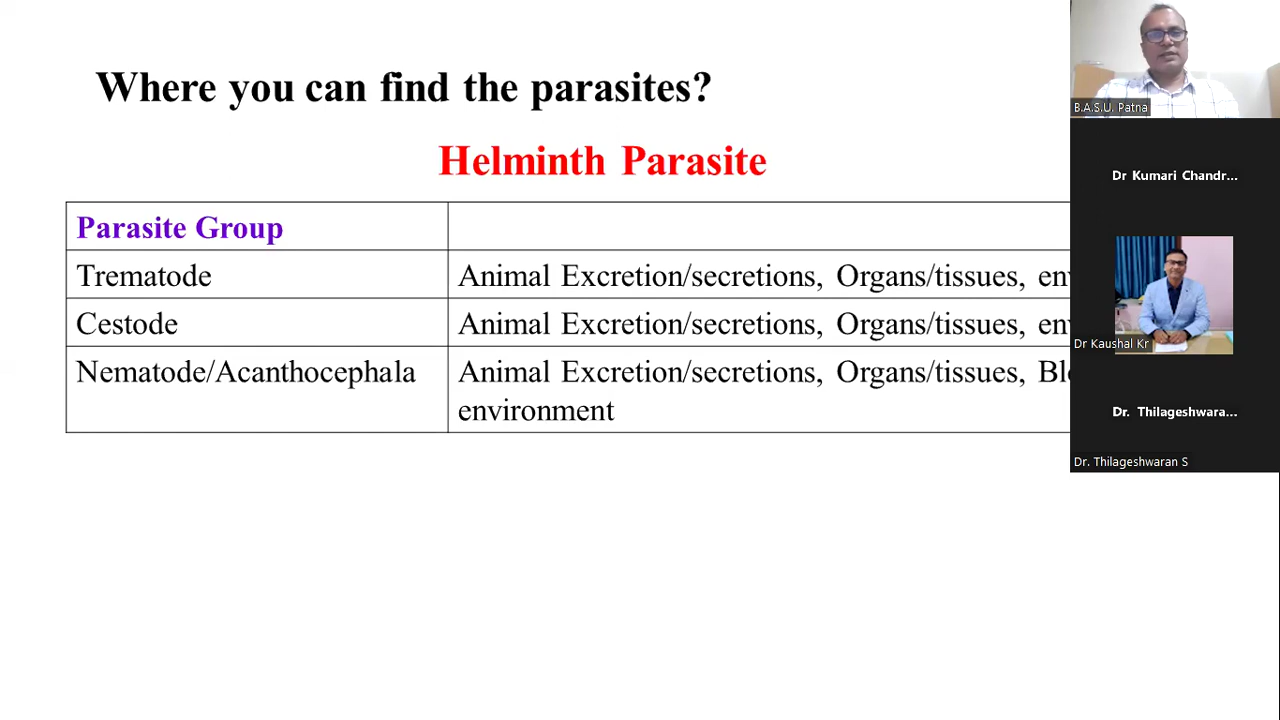 Where you can find the parasites?
Helminth Parasite
Parasite Group
Trematode
Animal Excretion/secretions, Organs/tissues,
Cestode
Animal Excretion/secretions, Organs/tissues,
Nematode/Acanthocephala
Animal Excretion/secretions, Organs/tissues,
environment
B.A.S.U. Patna
Dr Kumari Chandr...
Dr Kaushal Kr
Dr. Thilageshwara...
Dr. Thilageshwaran S